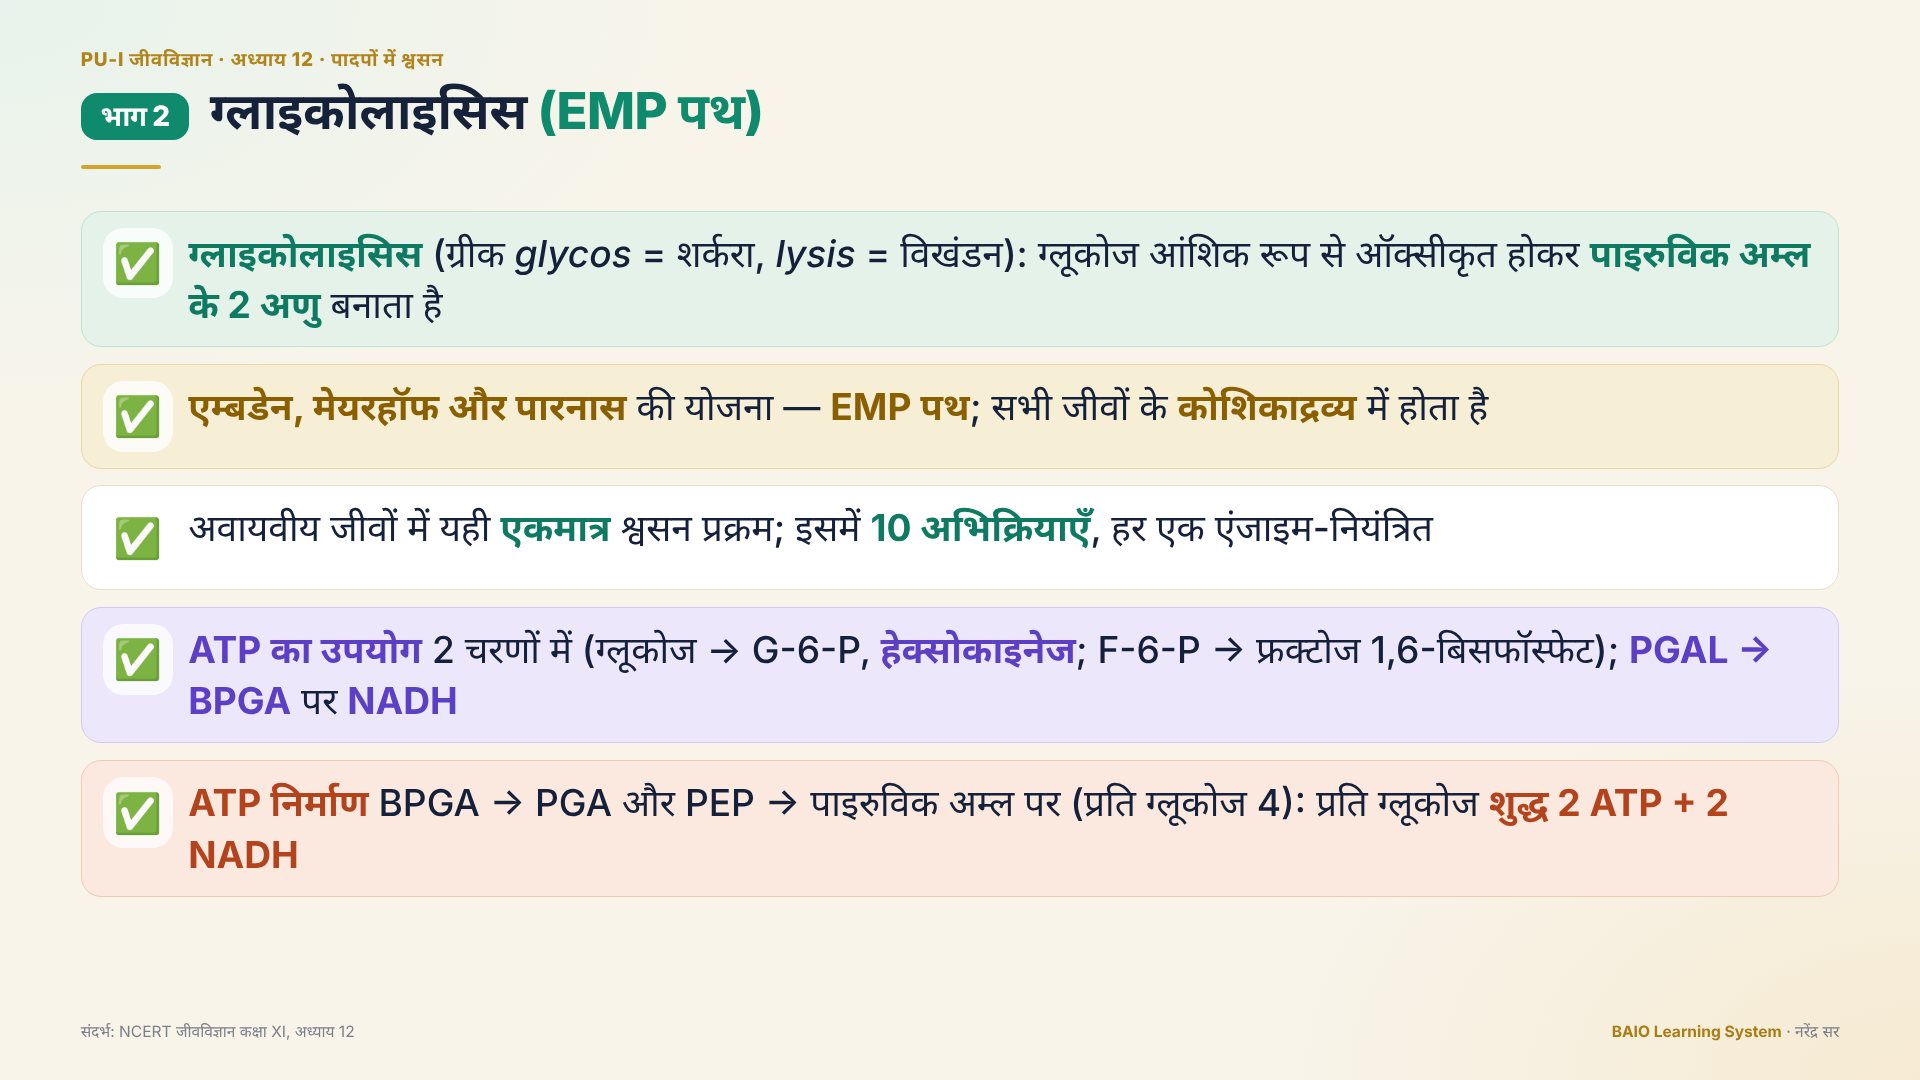 PU-I जीवविज्ञान · अध्याय 12 · पादपों में श्वसन
भाग 2 ग्लाइकोलाइसिस (EMP पथ)
✅ ग्लाइकोलाइसिस (ग्रीक glycos = शर्करा, lysis = विखंडन): ग्लूकोज आंशिक रूप से ऑक्सीकृत होकर पाइरुविक अम्ल
के 2 अणु बनाता है
✅ एम्बडेन, मेयरहॉफ और पारनास की योजना — EMP पथ; सभी जीवों के कोशिकाद्रव्य में होता है
✅ अवायवीय जीवों में यही एकमात्र श्वसन प्रक्रम; इसमें 10 अभिक्रियाएँ, हर एक एंजाइम-नियंत्रित
✅ ATP का उपयोग 2 चरणों में (ग्लूकोज → G-6-P, हेक्सोकाइनेज; F-6-P → फ्रक्टोज 1,6-बिसफॉस्फेट); PGAL →
BPGA पर NADH
✅ ATP निर्माण BPGA → PGA और PEP → पाइरुविक अम्ल पर (प्रति ग्लूकोज 4): प्रति ग्लूकोज शुद्ध 2 ATP + 2
NADH
संदर्भ: NCERT जीवविज्ञान कक्षा XI, अध्याय 12
BAIO Learning System · नरेंद्र सर